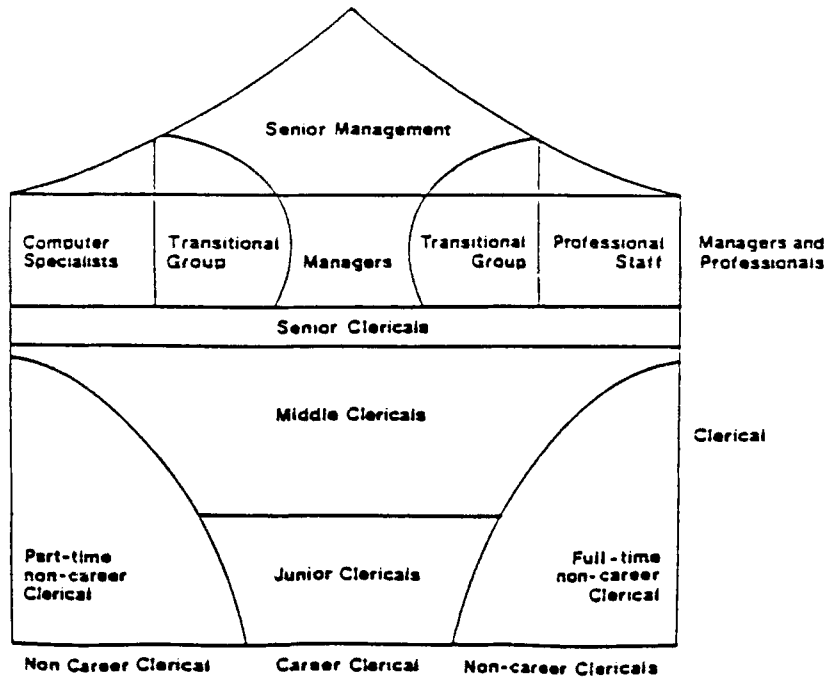 Senior Management
Computer
Specialists
Transitional
Group
Managers
Transitional
Group
Professional
Staff
Managers and
Professionals
Senior Clericals
Middle Clericals
Clerical
Part-time
non-career
Clerical
Junior Clericals
Full-time
non-career
Clerical
Non Career Clerical
Career Clerical
Non-career Clericals